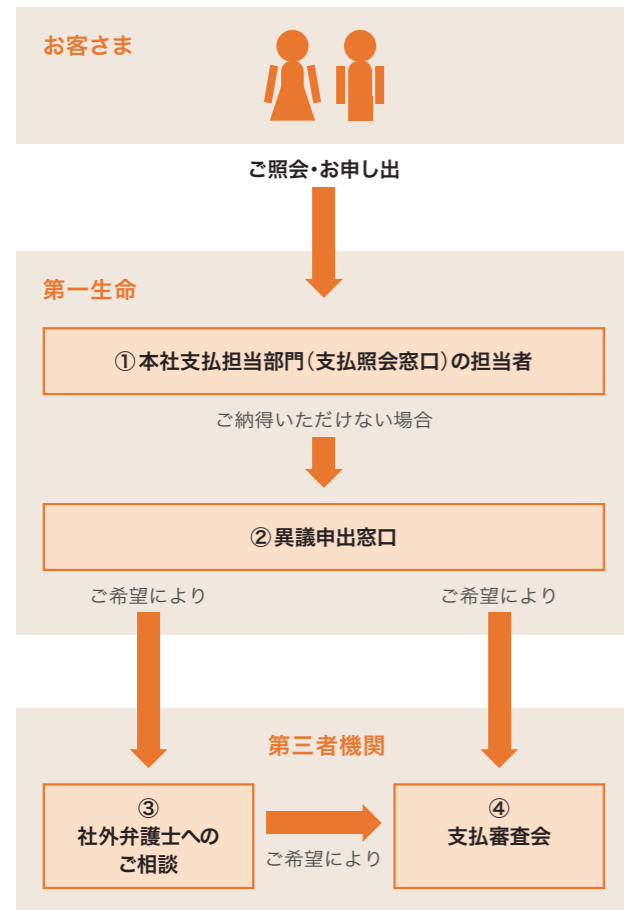 お客さま
ご照会・お申し出
第一生命
①本社支払担当部門（支払照会窓口）の担当者
ご納得いただけない場合
②異議申出窓口
ご希望により
ご希望により
第三者機関
③
社外弁護士への
ご相談
ご希望により
④
支払審査会